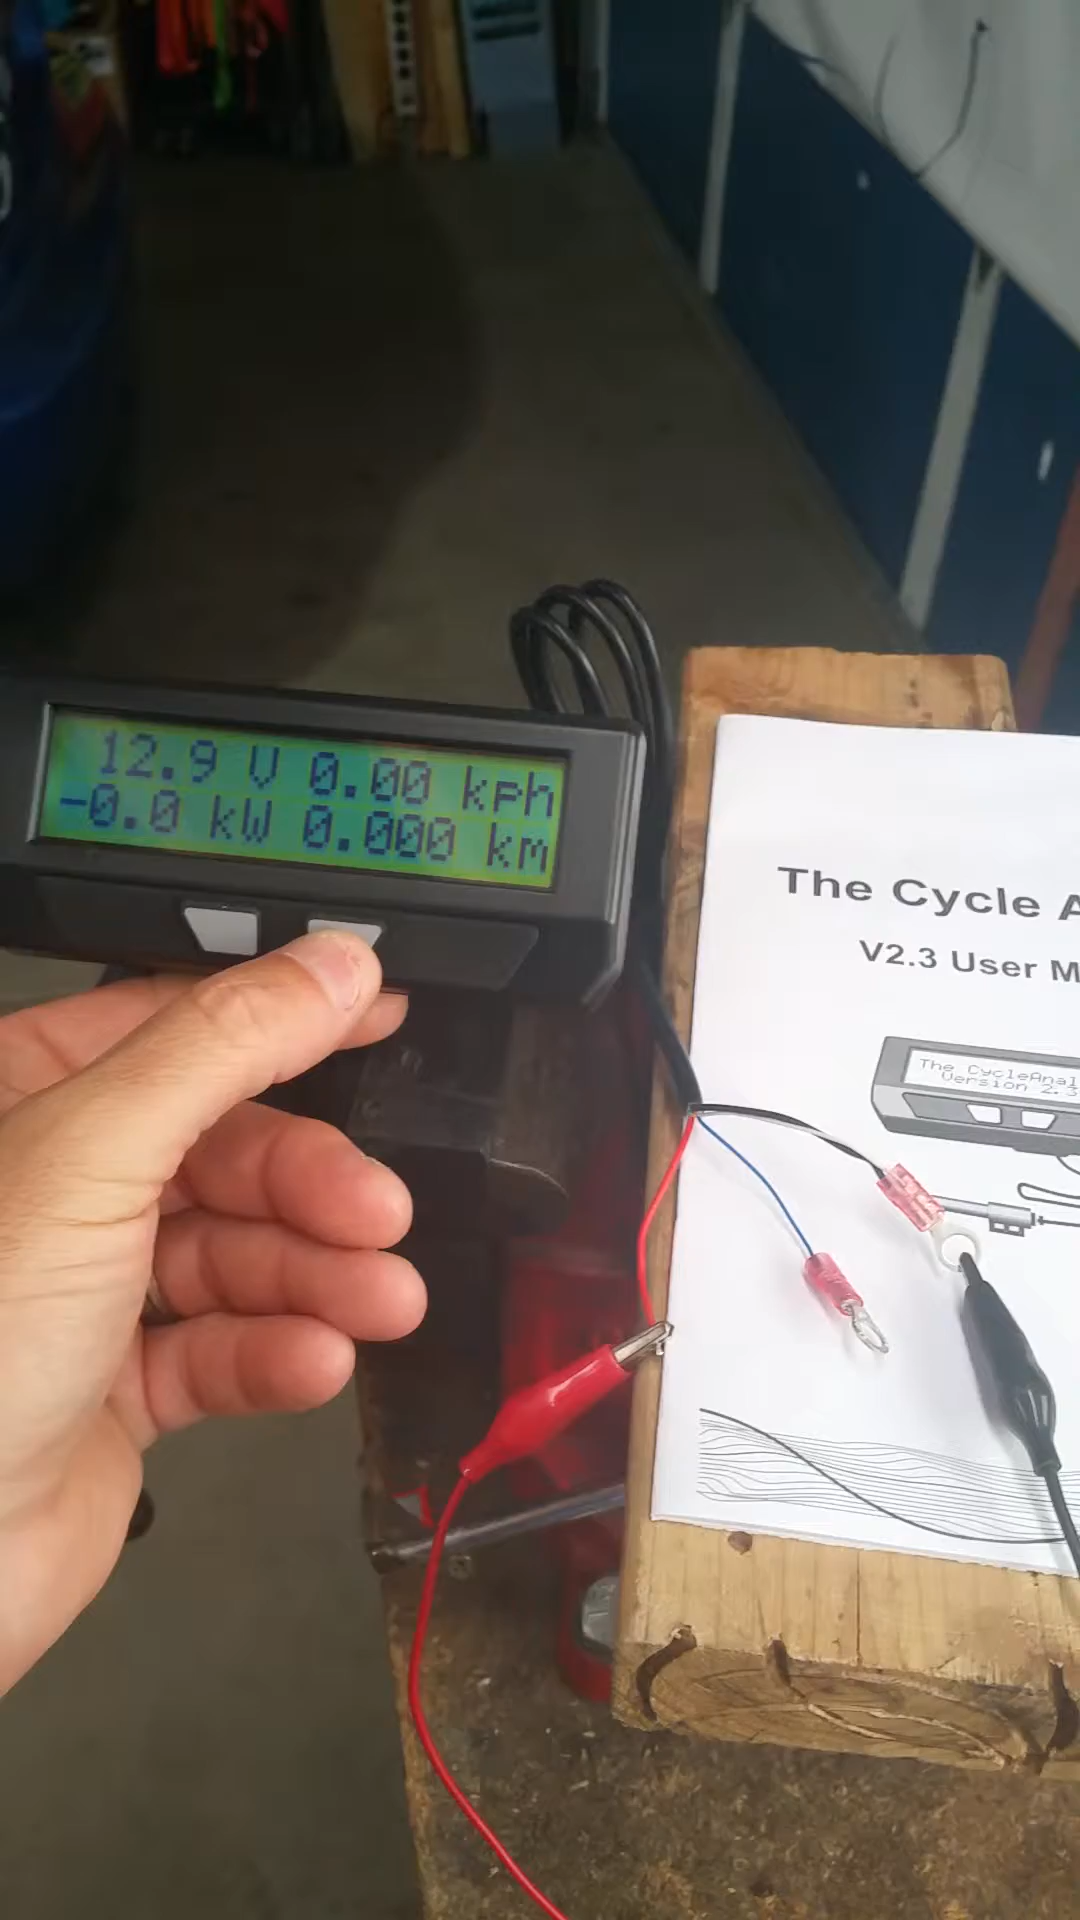 12.9 V 0.00 kph
-0.0 kW 0.000 km
The Cycle A
V2.3 User M
The CycleAnal
Version 2.3